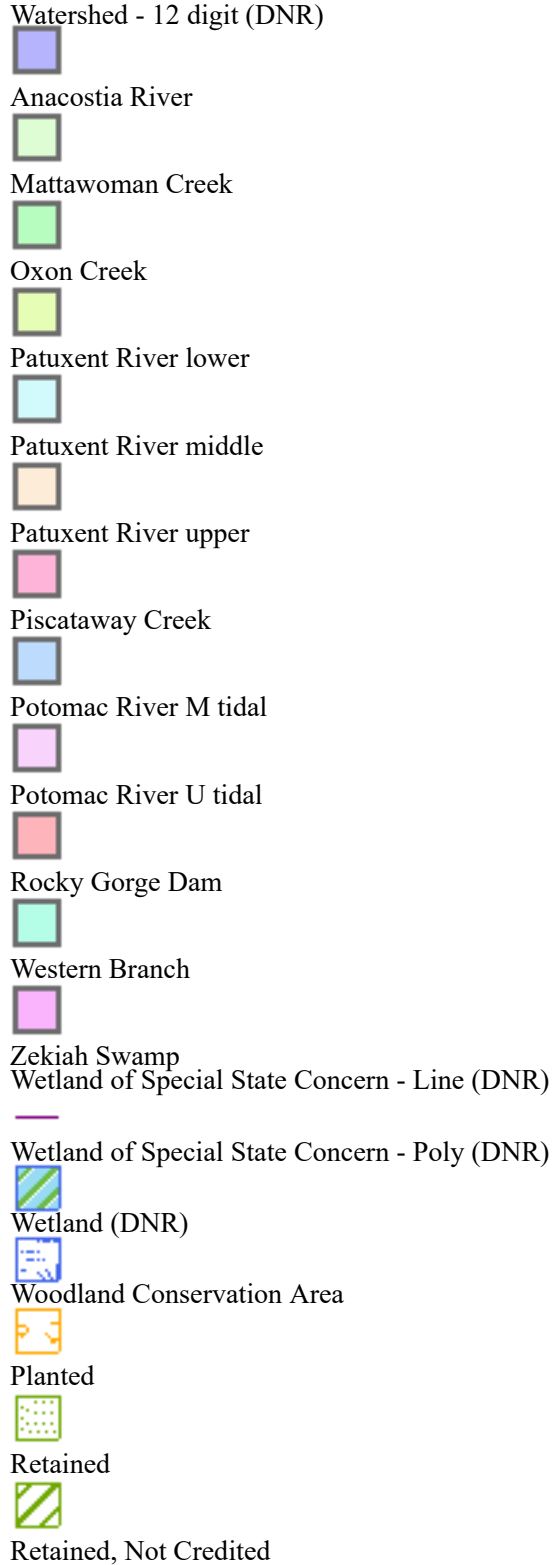 Watershed - 12 digit (DNR)
Anacostia River
Mattawoman Creek
Oxon Creek
Patuxent River lower
Patuxent River middle
Patuxent River upper
Piscataway Creek
Potomac River M tidal
Potomac River U tidal
Rocky Gorge Dam
Western Branch
Zekiah Swamp
Wetland of Special State Concern - Line (DNR)
Wetland of Special State Concern - Poly (DNR)
Wetland (DNR)
Woodland Conservation Area
Planted
Retained
Retained, Not Credited